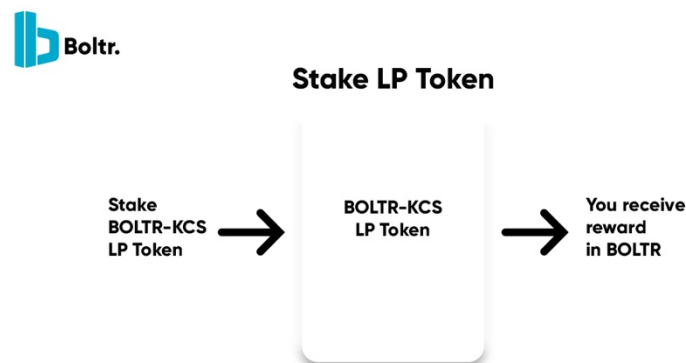 Boltr.
Stake LP Token
Stake
BOLTR-KCS
LP Token
BOLTR-KCS
LP Token
You receive
reward
in BOLTR